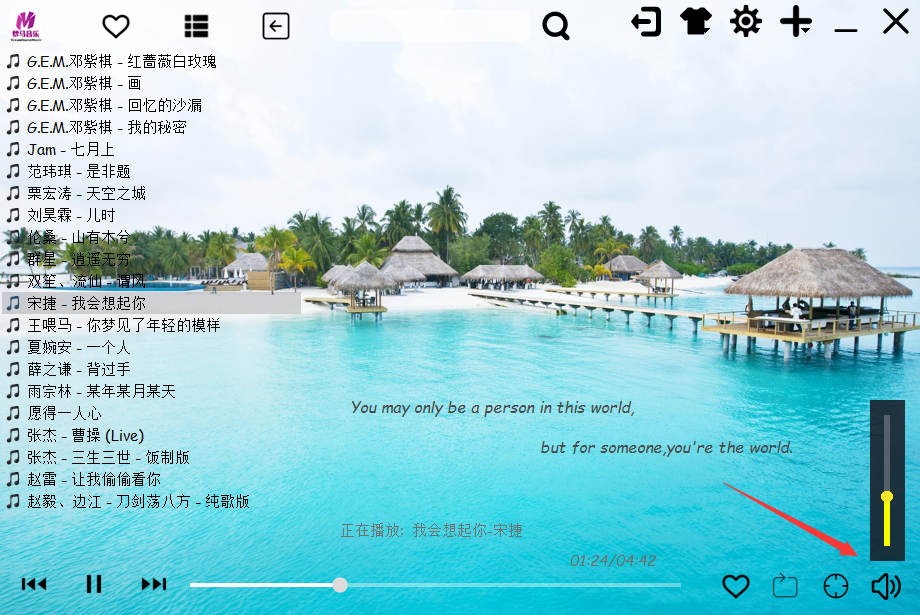 梦马音乐
G.E.M.邓紫棋 - 红蔷薇白玫瑰
G.E.M.邓紫棋 - 画
G.E.M.邓紫棋 - 回忆的沙漏
G.E.M.邓紫棋 - 我的秘密
Jam - 七月上
范玮琪 - 是非题
栗宏涛 - 天空之城
刘昊霖 - 儿时
伦桑 - 山有木兮
群星 - 逍遥无穷
双笙、流仙 - 谓风
宋捷 - 我会想起你
王喂马 - 你梦见了年轻的模样
夏婉安 - 一个人
薛之谦 - 背过手
雨宗林 - 某年某月某天
愿得一人心
张杰 - 曹操 (Live)
张杰 - 三生三世 - 饭制版
赵雷 - 让我偷偷看你
赵毅、边江 - 刀剑荡八方 - 纯歌版
You may only be a person in this world,
but for someone,you're the world.
正在播放: 我会想起你-宋捷
01:24/04:42